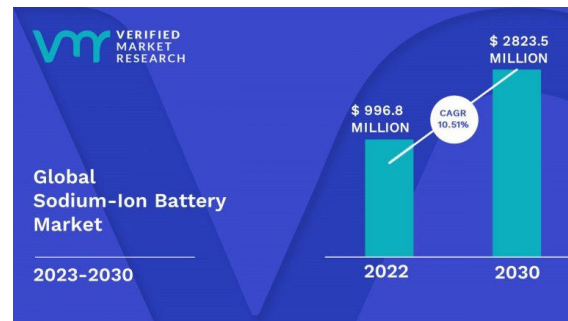 vmr
VERIFIED
MARKET
RESEARCH
Global
Sodium-Ion Battery
Market
2023-2030
$ 2823.5
MILLION
$ 996.8
MILLION
CAGR
10.51%
2022
2030